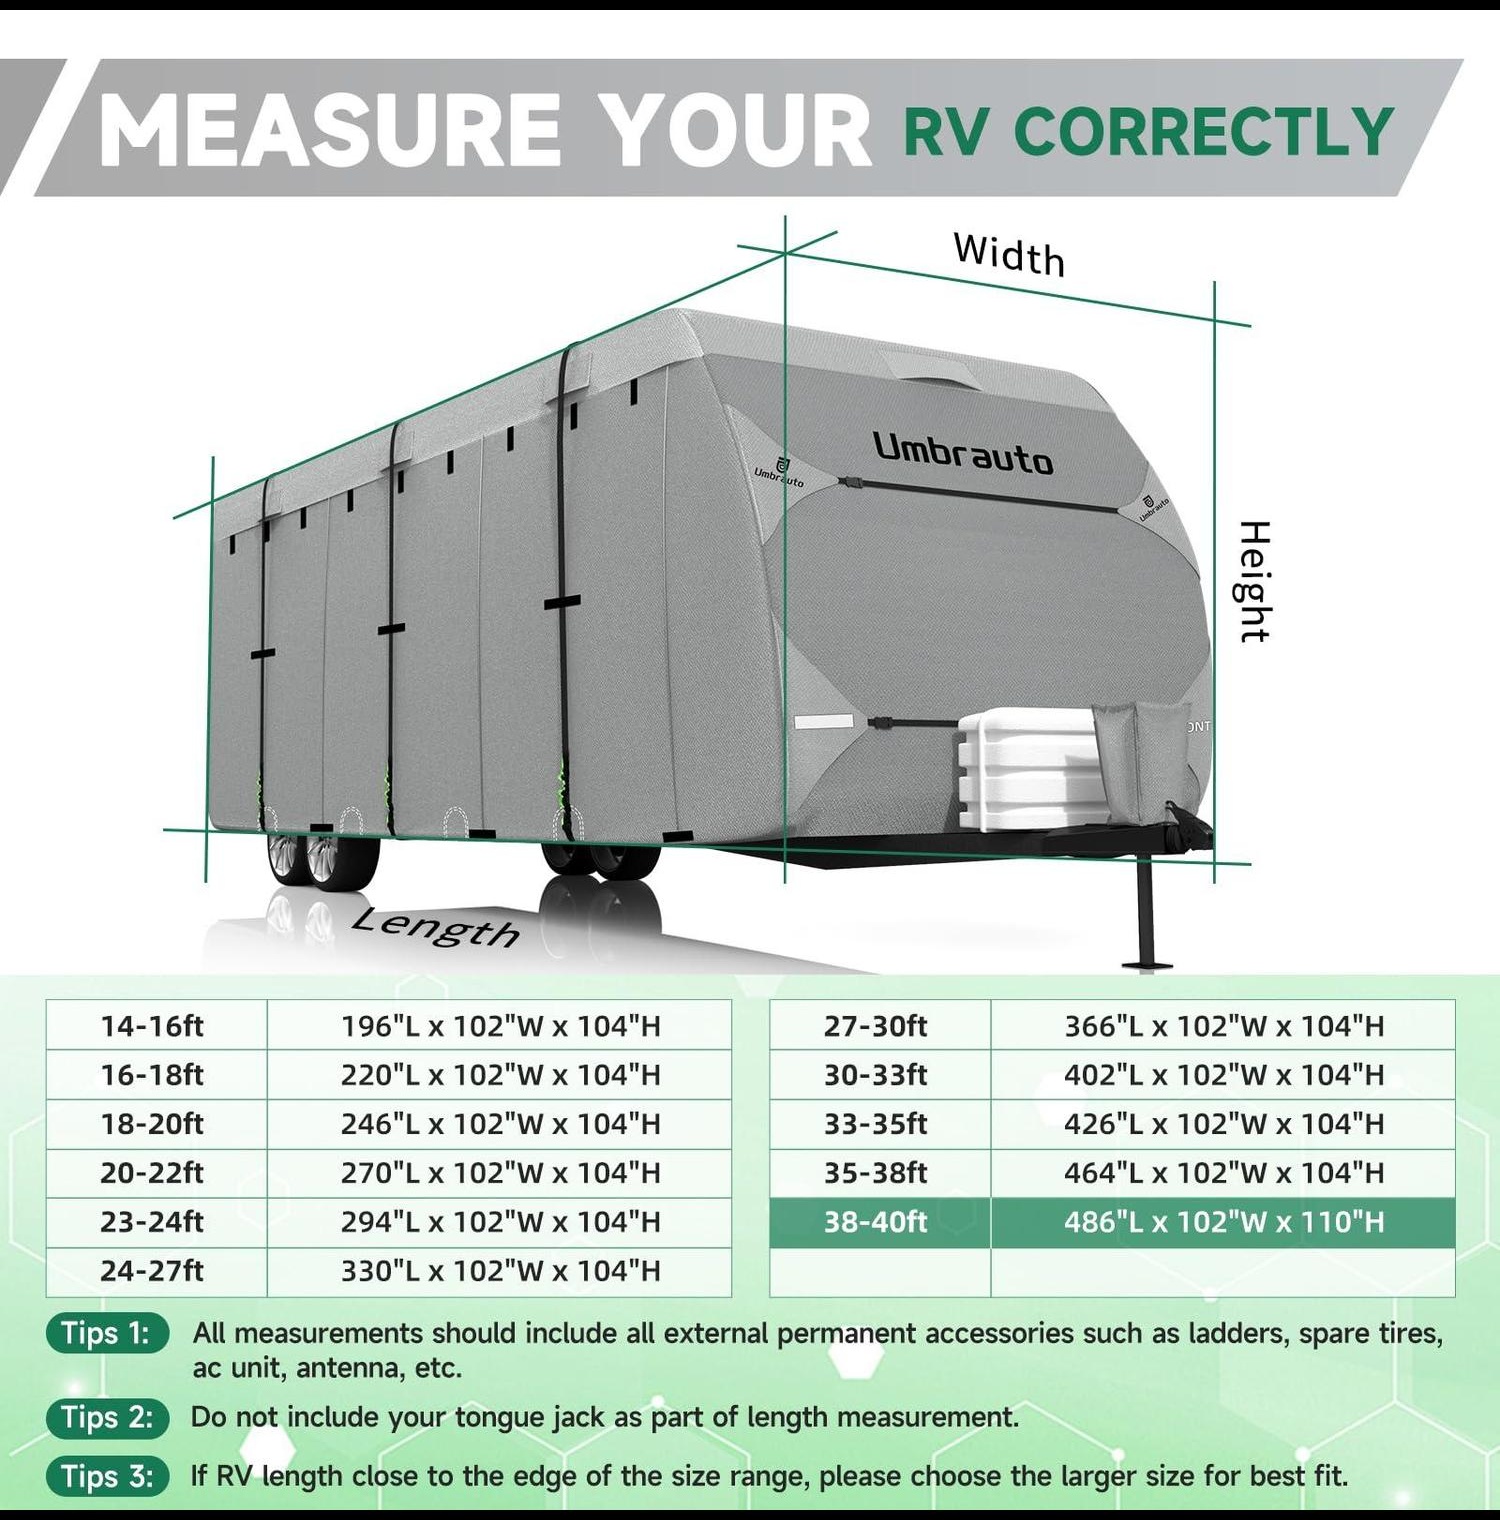 MEASURE YOUR RV CORRECTLY
Width
Umbrauto
Umbrauto
Umbrauto
Height
ONT
Length
14-16ft 196"L x 102"W x 104"H
16-18ft 220"L x 102"W x 104"H
18-20ft 246"L x 102"W x 104"H
20-22ft 270"L x 102"W x 104"H
23-24ft 294"L x 102"W x 104"H
24-27ft 330"L x 102"W x 104"H
27-30ft 366"L x 102"W x 104"H
30-33ft 402"L x 102"W x 104"H
33-35ft 426"L x 102"W x 104"H
35-38ft 464"L x 102"W x 104"H
38-40ft 486"L x 102"W x 110"H
Tips 1: All measurements should include all external permanent accessories such as ladders, spare tires,
ac unit, antenna, etc.
Tips 2: Do not include your tongue jack as part of length measurement.
Tips 3: If RV length close to the edge of the size range, please choose the larger size for best fit.